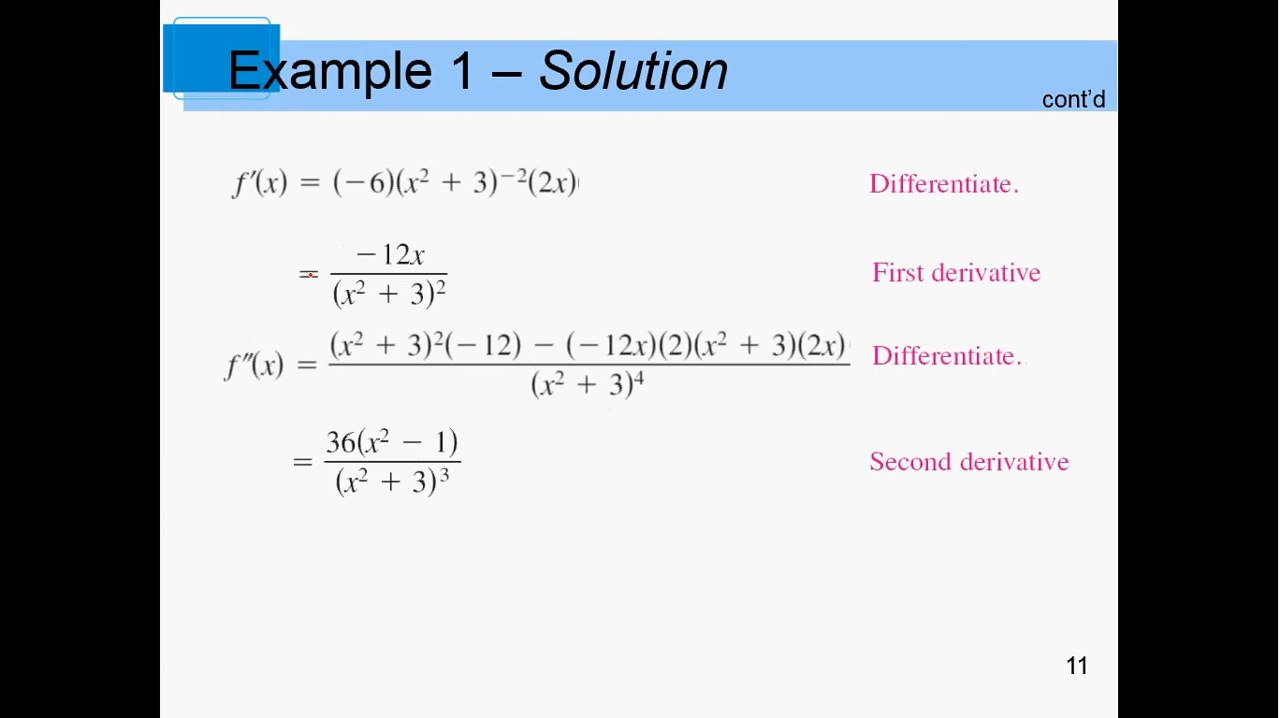 Example 1 – Solution
cont'd
f′(x) = (−6)(x² + 3)⁻²(2x) Differentiate.
= −12x / (x² + 3)² First derivative
f″(x) = (x² + 3)²(−12) − (−12x)(2)(x² + 3)(2x) / (x² + 3)⁴ Differentiate.
= 36(x² − 1) / (x² + 3)³ Second derivative
11